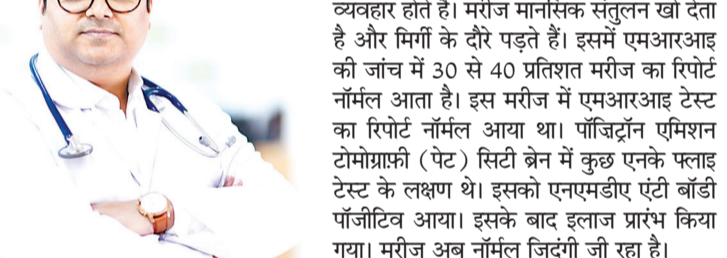 व्यवहार होते है। मरीज मानसिक संतुलन खो देता
है और मिर्गी के दौरे पड़ते हैं। इसमें एमआरआइ
की जांच में 30 से 40 प्रतिशत मरीज का रिपोर्ट
नॉर्मल आता है। इस मरीज में एमआरआइ टेस्ट
का रिपोर्ट नॉर्मल आया था। पॉजिट्रॉन एमिशन
टोमोग्राफ़ी (पेट) सिटी ब्रेन में कुछ एनके फ्लाइ
टेस्ट के लक्षण थे। इसको एनएमडीए एंटी बॉडी
पॉजीटिव आया। इसके बाद इलाज प्रारंभ किया
गया। मरीज अब नॉर्मल जिदंगी जी रहा है।